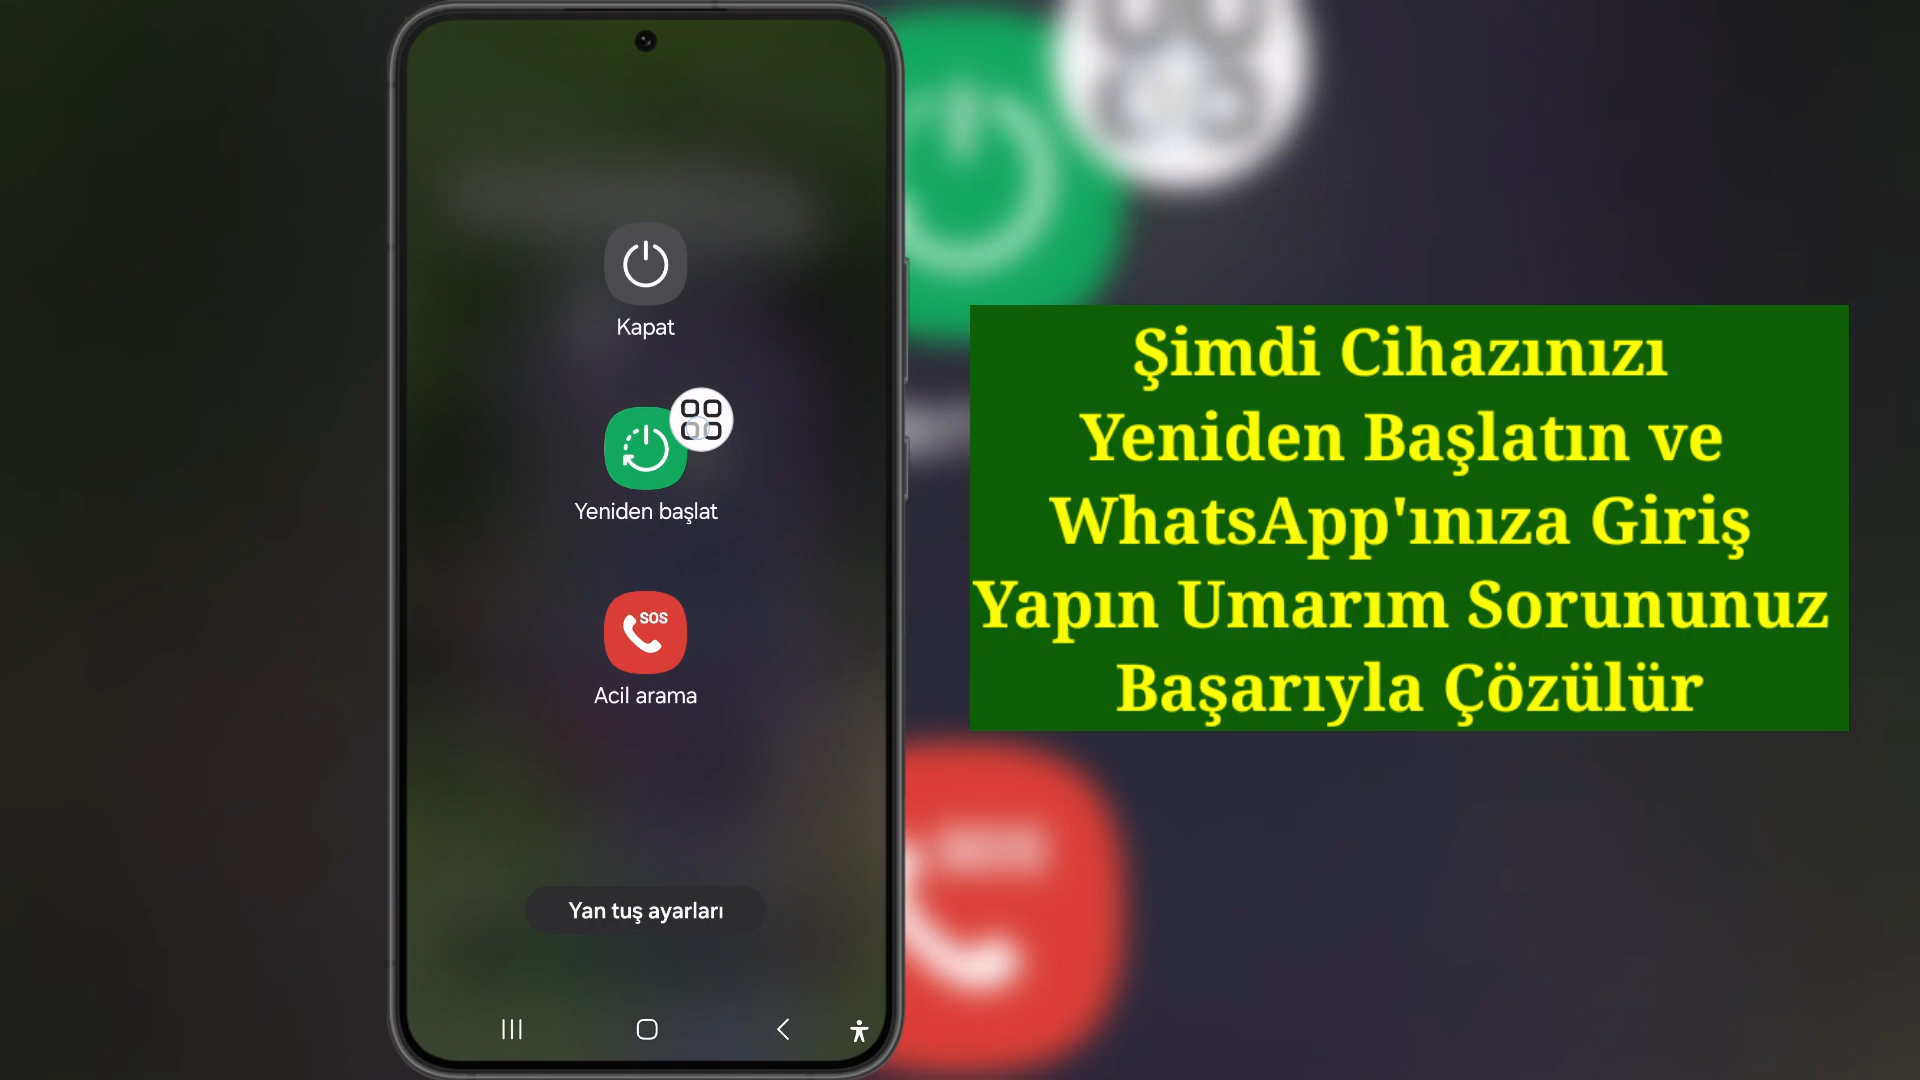 Kapat
Yeniden başlat
SOS
Acil arama
Yan tuş ayarları
Şimdi Cihazınızı
Yeniden Başlatın ve
WhatsApp'ınıza Giriş
Yapın Umarım Sorununuz
Başarıyla Çözülür